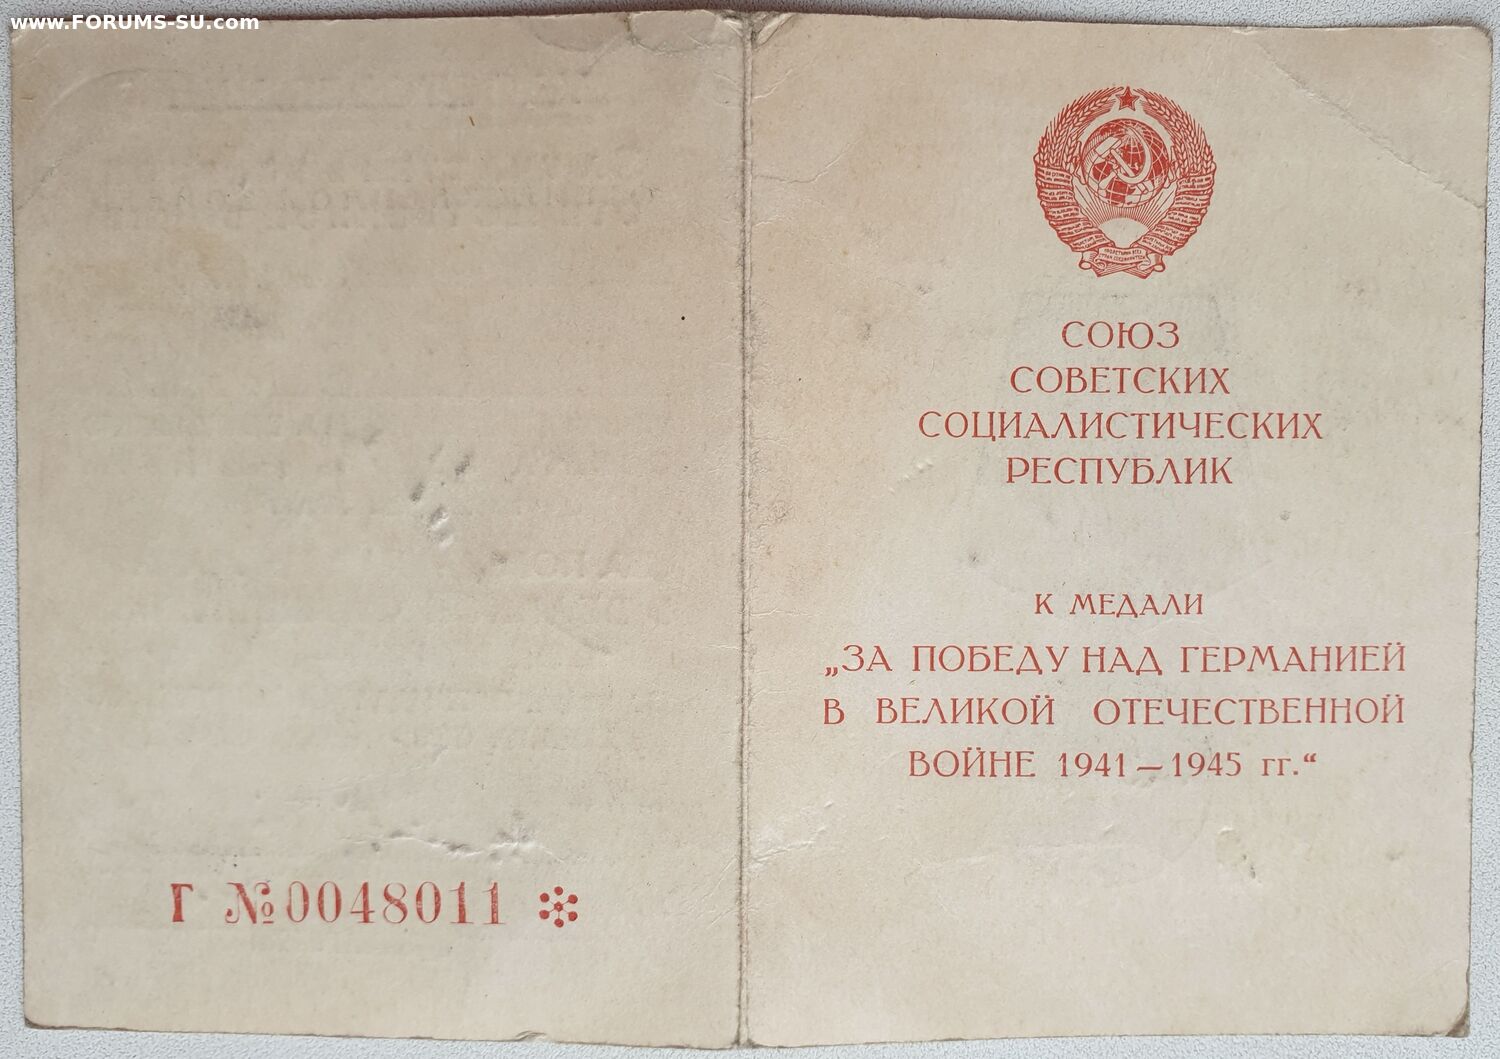 www.FORUMS-SU.com
Г №0048011
СОЮЗ
СОВЕТСКИХ
СОЦИАЛИСТИЧЕСКИХ
РЕСПУБЛИК
К МЕДАЛИ
„ЗА ПОБЕДУ НАД ГЕРМАНИЕЙ
В ВЕЛИКОЙ ОТЕЧЕСТВЕННОЙ
ВОЙНЕ 1941—1945 гг.“